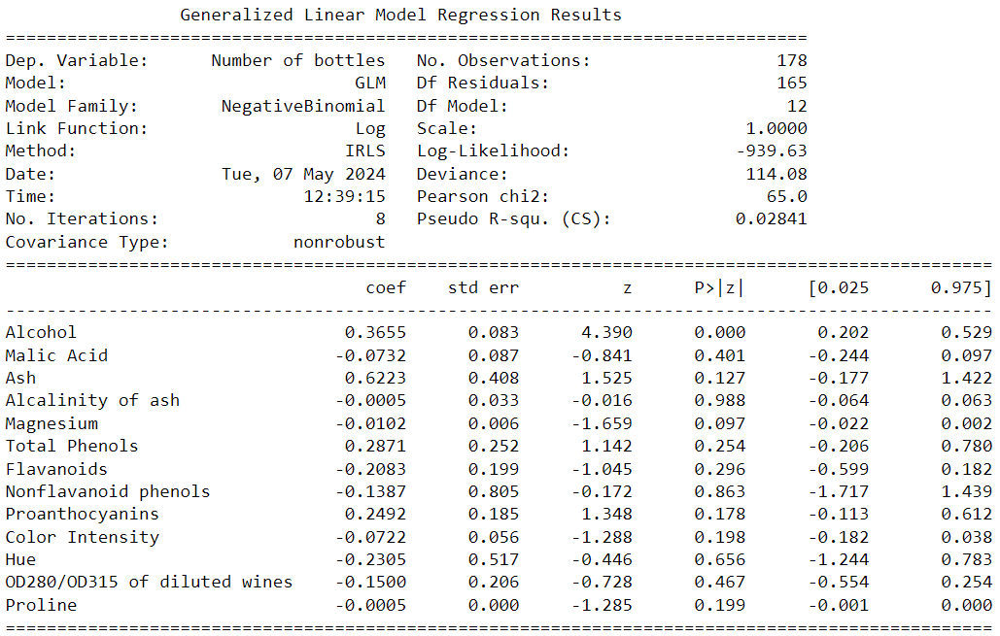 Generalized Linear Model Regression Results
==============================================================================
Dep. Variable:      Number of bottles   No. Observations:                  178
Model:                            GLM   Df Residuals:                      165
Model Family:        NegativeBinomial   Df Model:                           12
Link Function:                    Log   Scale:                          1.0000
Method:                          IRLS   Log-Likelihood:                -939.63
Date:                Tue, 07 May 2024   Deviance:                       114.08
Time:                        12:39:15   Pearson chi2:                     65.0
No. Iterations:                     8   Pseudo R-squ. (CS):            0.02841
Covariance Type:            nonrobust
================================================================================================
                                   coef    std err          z      P>|z|      [0.025      0.975]
------------------------------------------------------------------------------------------------
Alcohol                          0.3655      0.083      4.390      0.000       0.202       0.529
Malic Acid                      -0.0732      0.087     -0.841      0.401      -0.244       0.097
Ash                              0.6223      0.408      1.525      0.127      -0.177       1.422
Alcalinity of ash               -0.0005      0.033     -0.016      0.988      -0.064       0.063
Magnesium                       -0.0102      0.006     -1.659      0.097      -0.022       0.002
Total Phenols                    0.2871      0.252      1.142      0.254      -0.206       0.780
Flavanoids                      -0.2083      0.199     -1.045      0.296      -0.599       0.182
Nonflavanoid phenols            -0.1387      0.805     -0.172      0.863      -1.717       1.439
Proanthocyanins                  0.2492      0.185      1.348      0.178      -0.113       0.612
Color Intensity                 -0.0722      0.056     -1.288      0.198      -0.182       0.038
Hue                             -0.2305      0.517     -0.446      0.656      -1.244       0.783
OD280/OD315 of diluted wines    -0.1500      0.206     -0.728      0.467      -0.554       0.254
Proline                         -0.0005      0.000     -1.285      0.199      -0.001       0.000
================================================================================================